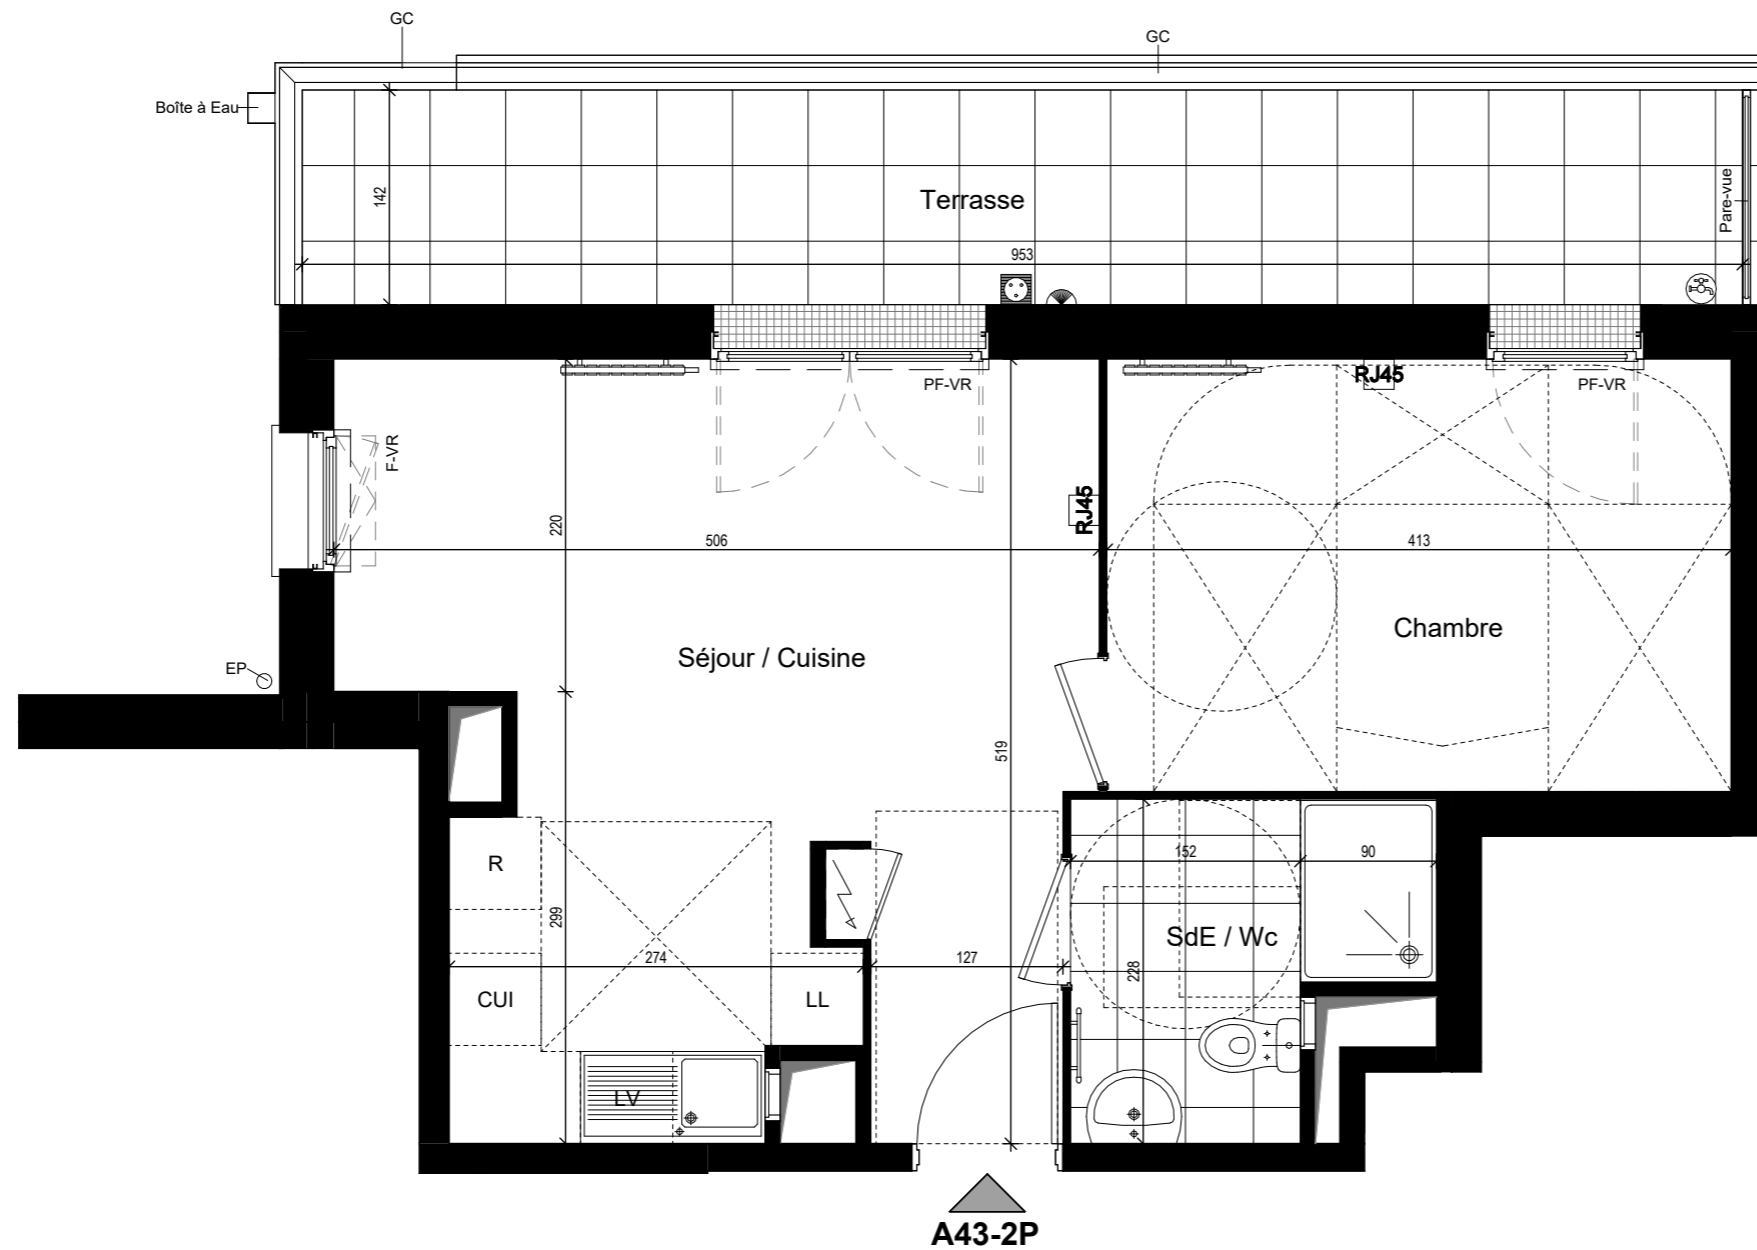 GC
GC
Boîte à Eau
142
Terrasse
Pare-vue
953
PF-VR
RJ45
PF-VR
F-VR
RJ45
220
506
413
Chambre
Séjour / Cuisine
EP
519
R
152
90
299
SdE / Wc
274
127
228
CUI
LL
LV
A43-2P